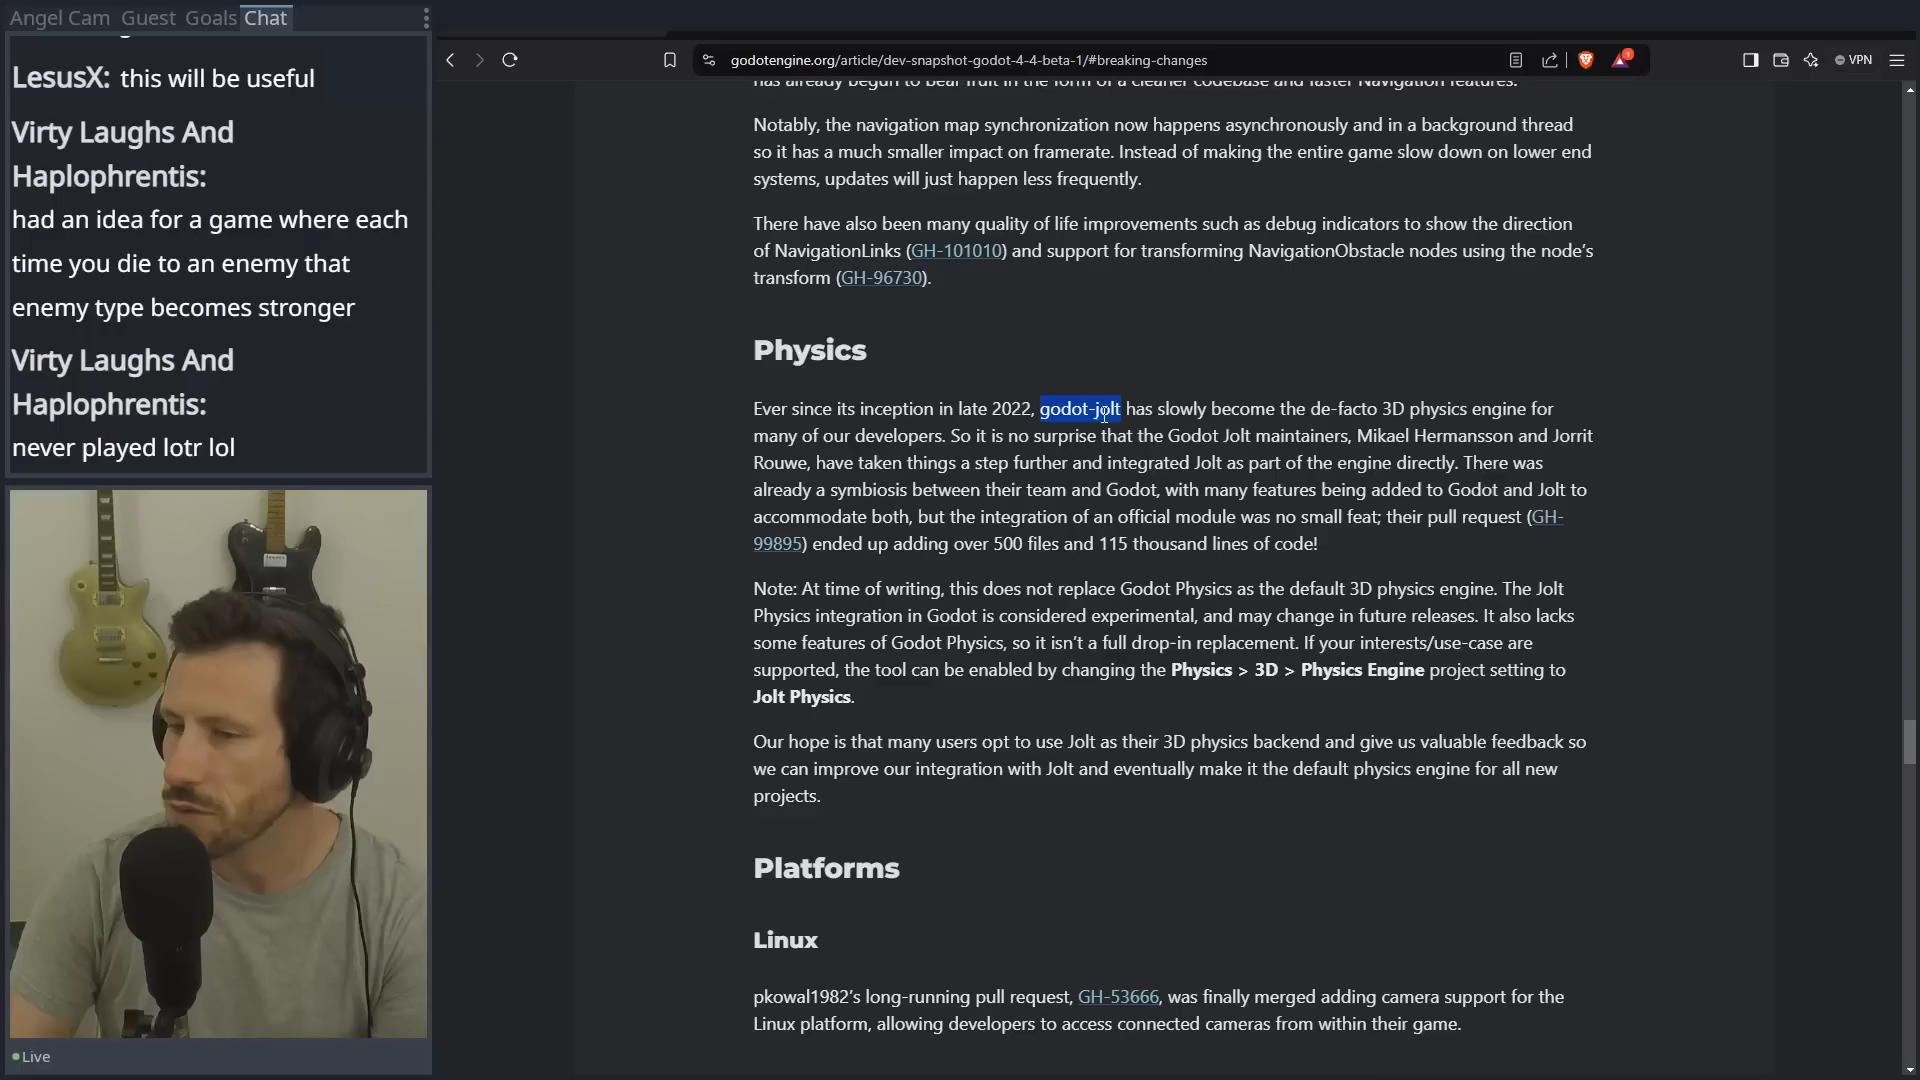 Angel Cam Guest Goals Chat
LesusX: this will be useful
Virty Laughs And
Haplophrentis:
had an idea for a game where each
time you die to an enemy that
enemy type becomes stronger
Virty Laughs And
Haplophrentis:
never played lotr lol
Live
godotengine.org/article/dev-snapshot-godot-4-4-beta-1/#breaking-changes
1
VPN
has already begun to bear fruit in the form of a cleaner codebase and faster Navigation features.
Notably, the navigation map synchronization now happens asynchronously and in a background thread
so it has a much smaller impact on framerate. Instead of making the entire game slow down on lower end
systems, updates will just happen less frequently.
There have also been many quality of life improvements such as debug indicators to show the direction
of NavigationLinks (GH-101010) and support for transforming NavigationObstacle nodes using the node’s
transform (GH-96730).
Physics
Ever since its inception in late 2022, godot-jolt has slowly become the de-facto 3D physics engine for
many of our developers. So it is no surprise that the Godot Jolt maintainers, Mikael Hermansson and Jorrit
Rouwe, have taken things a step further and integrated Jolt as part of the engine directly. There was
already a symbiosis between their team and Godot, with many features being added to Godot and Jolt to
accommodate both, but the integration of an official module was no small feat; their pull request (GH-
99895) ended up adding over 500 files and 115 thousand lines of code!
Note: At time of writing, this does not replace Godot Physics as the default 3D physics engine. The Jolt
Physics integration in Godot is considered experimental, and may change in future releases. It also lacks
some features of Godot Physics, so it isn’t a full drop-in replacement. If your interests/use-case are
supported, the tool can be enabled by changing the Physics > 3D > Physics Engine project setting to
Jolt Physics.
Our hope is that many users opt to use Jolt as their 3D physics backend and give us valuable feedback so
we can improve our integration with Jolt and eventually make it the default physics engine for all new
projects.
Platforms
Linux
pkowal1982’s long-running pull request, GH-53666, was finally merged adding camera support for the
Linux platform, allowing developers to access connected cameras from within their game.